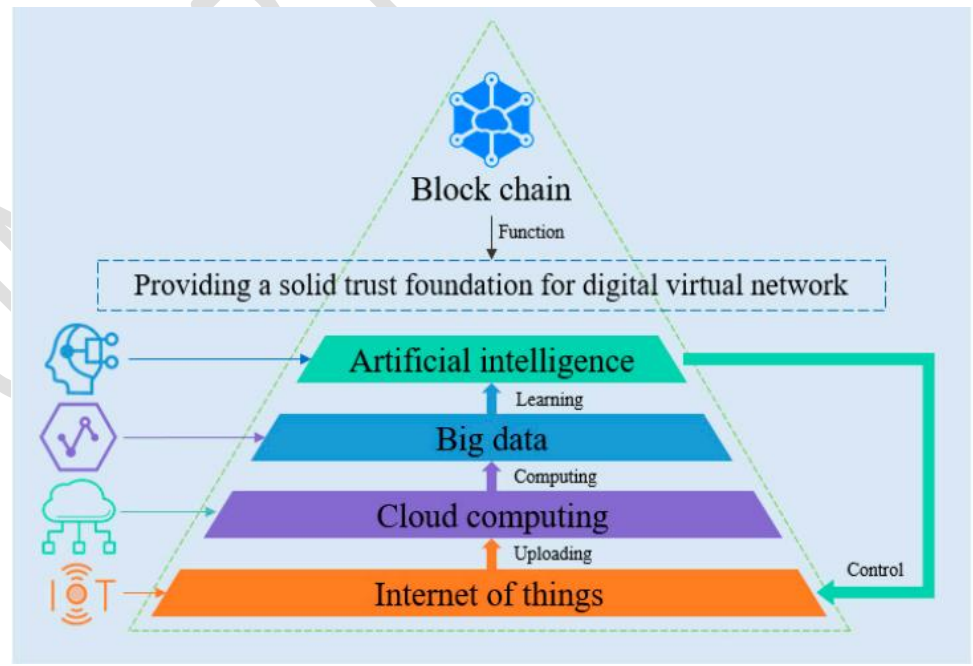 Block chain
Function
Providing a solid trust foundation for digital virtual network
Artificial intelligence
Learning
Big data
Computing
Cloud computing
Uploading
Control
IOT
Internet of things